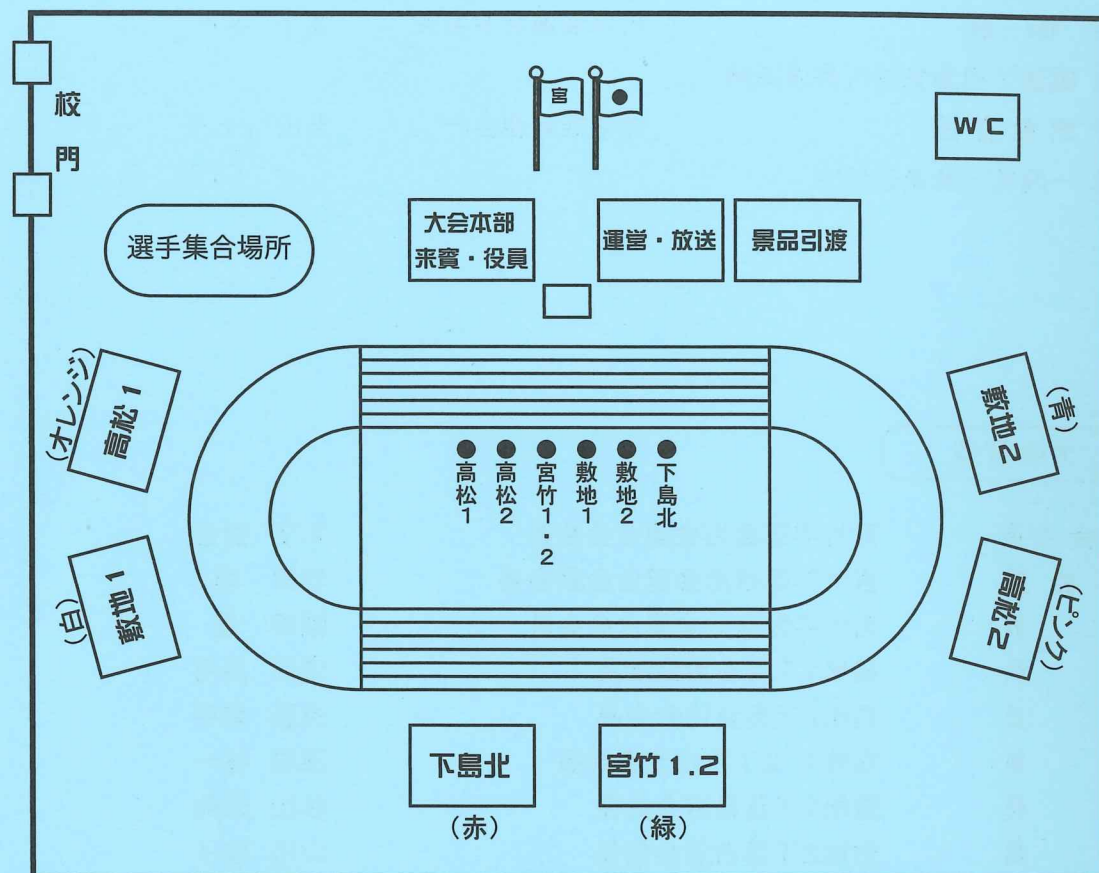 校門
宮
WC
選手集合場所
大会本部
来賓・役員
運営・放送
景品引渡
(オレンジ)
高松1
敷地2
(青)
高松1
高松2
宮竹1・2
敷地1
敷地2
下島北
(白)
敷地1
高松2
(ピンク)
下島北
(赤)
宮竹1.2
(緑)